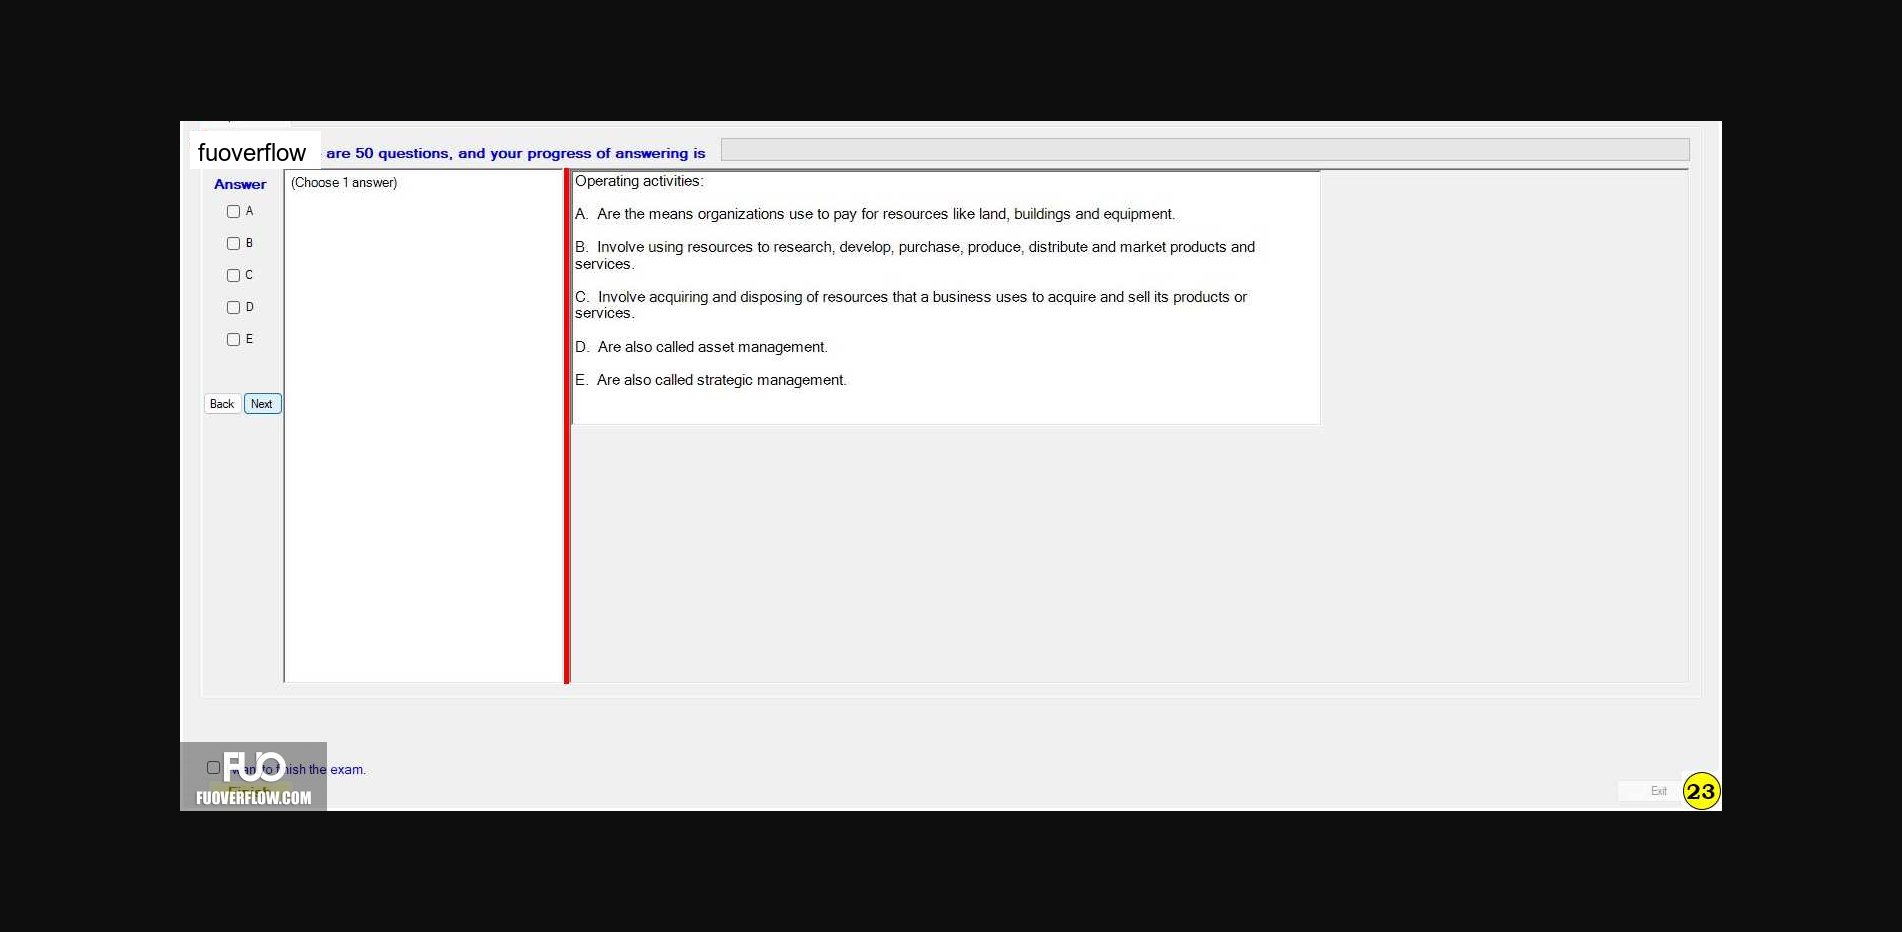 fuoverflow are 50 questions, and your progress of answering is
Answer
(Choose 1 answer)
A
B
C
D
E
Back Next
Operating activities:
A. Are the means organizations use to pay for resources like land, buildings and equipment.
B. Involve using resources to research, develop, purchase, produce, distribute and market products and
services.
C. Involve acquiring and disposing of resources that a business uses to acquire and sell its products or
services.
D. Are also called asset management.
E. Are also called strategic management.
FUO
the exam.
Finish
FUOVERFLOW.COM
Exit
23